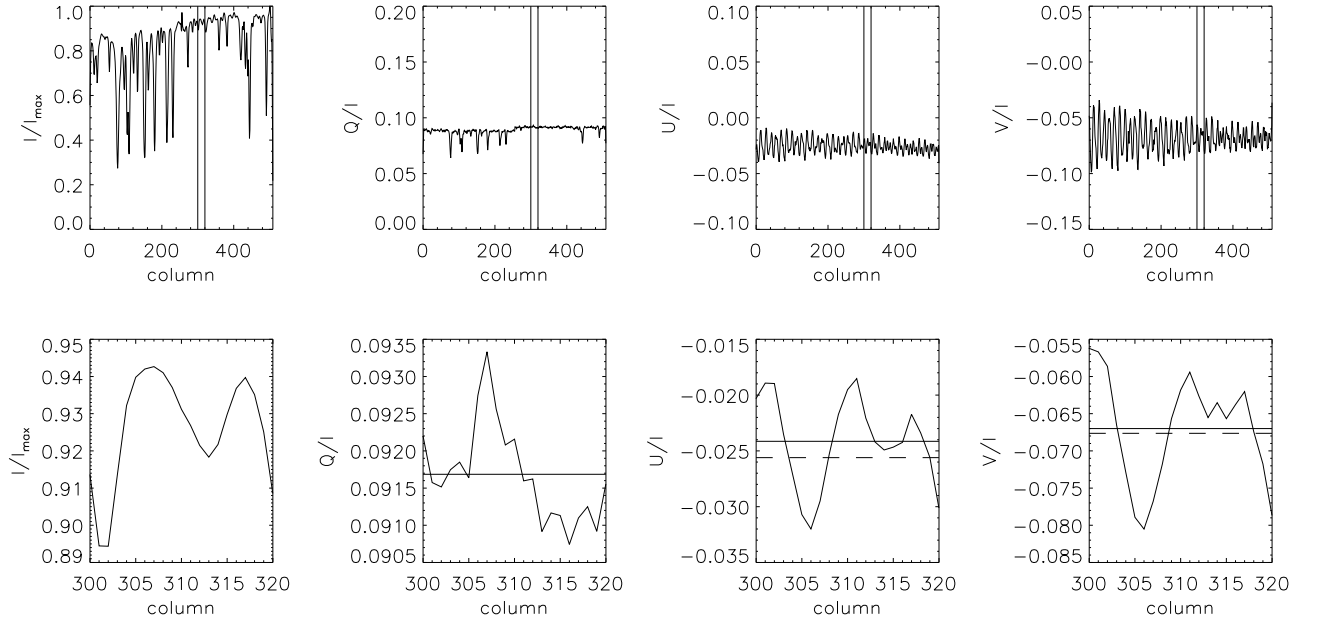 1.0
0.8
0.6
0.4
0.2
0.0
I/I_max
0 200 400
column
0.20
0.15
0.10
0.05
0.00
Q/I
0 200 400
column
0.10
0.05
0.00
−0.05
−0.10
U/I
0 200 400
column
0.05
−0.00
−0.05
−0.10
−0.15
V/I
0 200 400
column
0.95
0.94
0.93
0.92
0.91
0.90
0.89
I/I_max
300 305 310 315 320
column
0.0935
0.0930
0.0925
0.0920
0.0915
0.0910
0.0905
Q/I
300 305 310 315 320
column
−0.015
−0.020
−0.025
−0.030
−0.035
U/I
300 305 310 315 320
column
−0.055
−0.060
−0.065
−0.070
−0.075
−0.080
−0.085
V/I
300 305 310 315 320
column